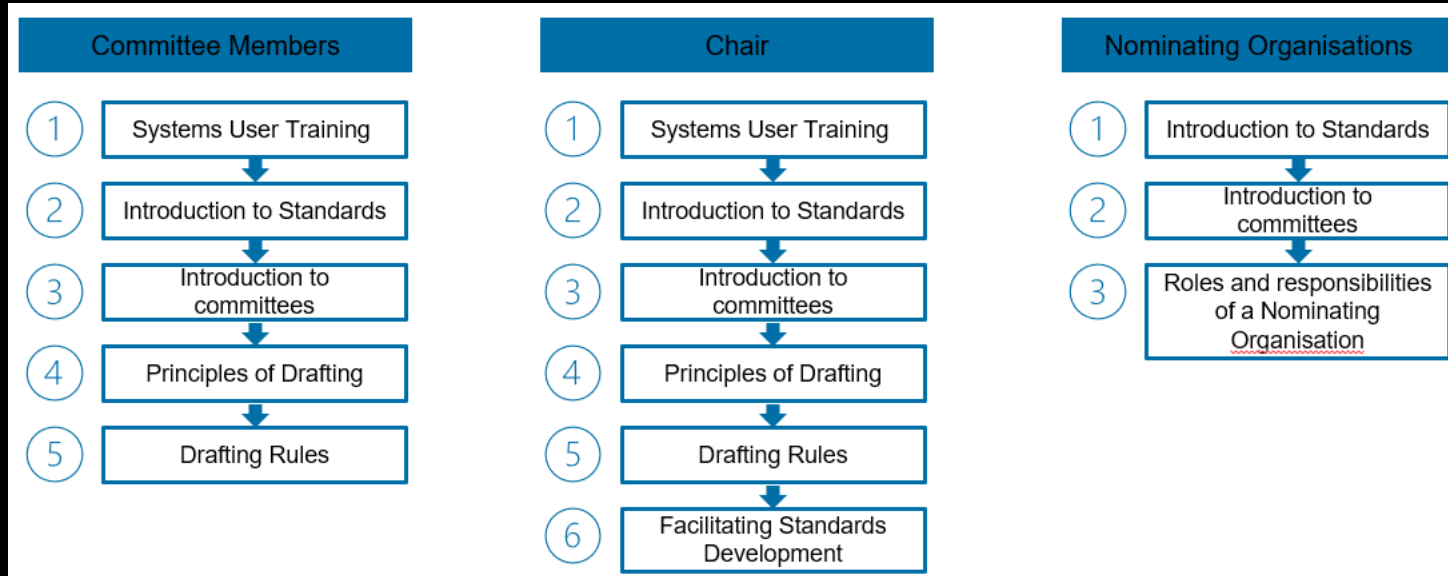 Committee Members
1
Systems User Training
2
Introduction to Standards
3
Introduction to
committees
4
Principles of Drafting
5
Drafting Rules
Chair
1
Systems User Training
2
Introduction to Standards
3
Introduction to
committees
4
Principles of Drafting
5
Drafting Rules
6
Facilitating Standards
Development
Nominating Organisations
1
Introduction to Standards
2
Introduction to
committees
3
Roles and responsibilities
of a Nominating
Organisation